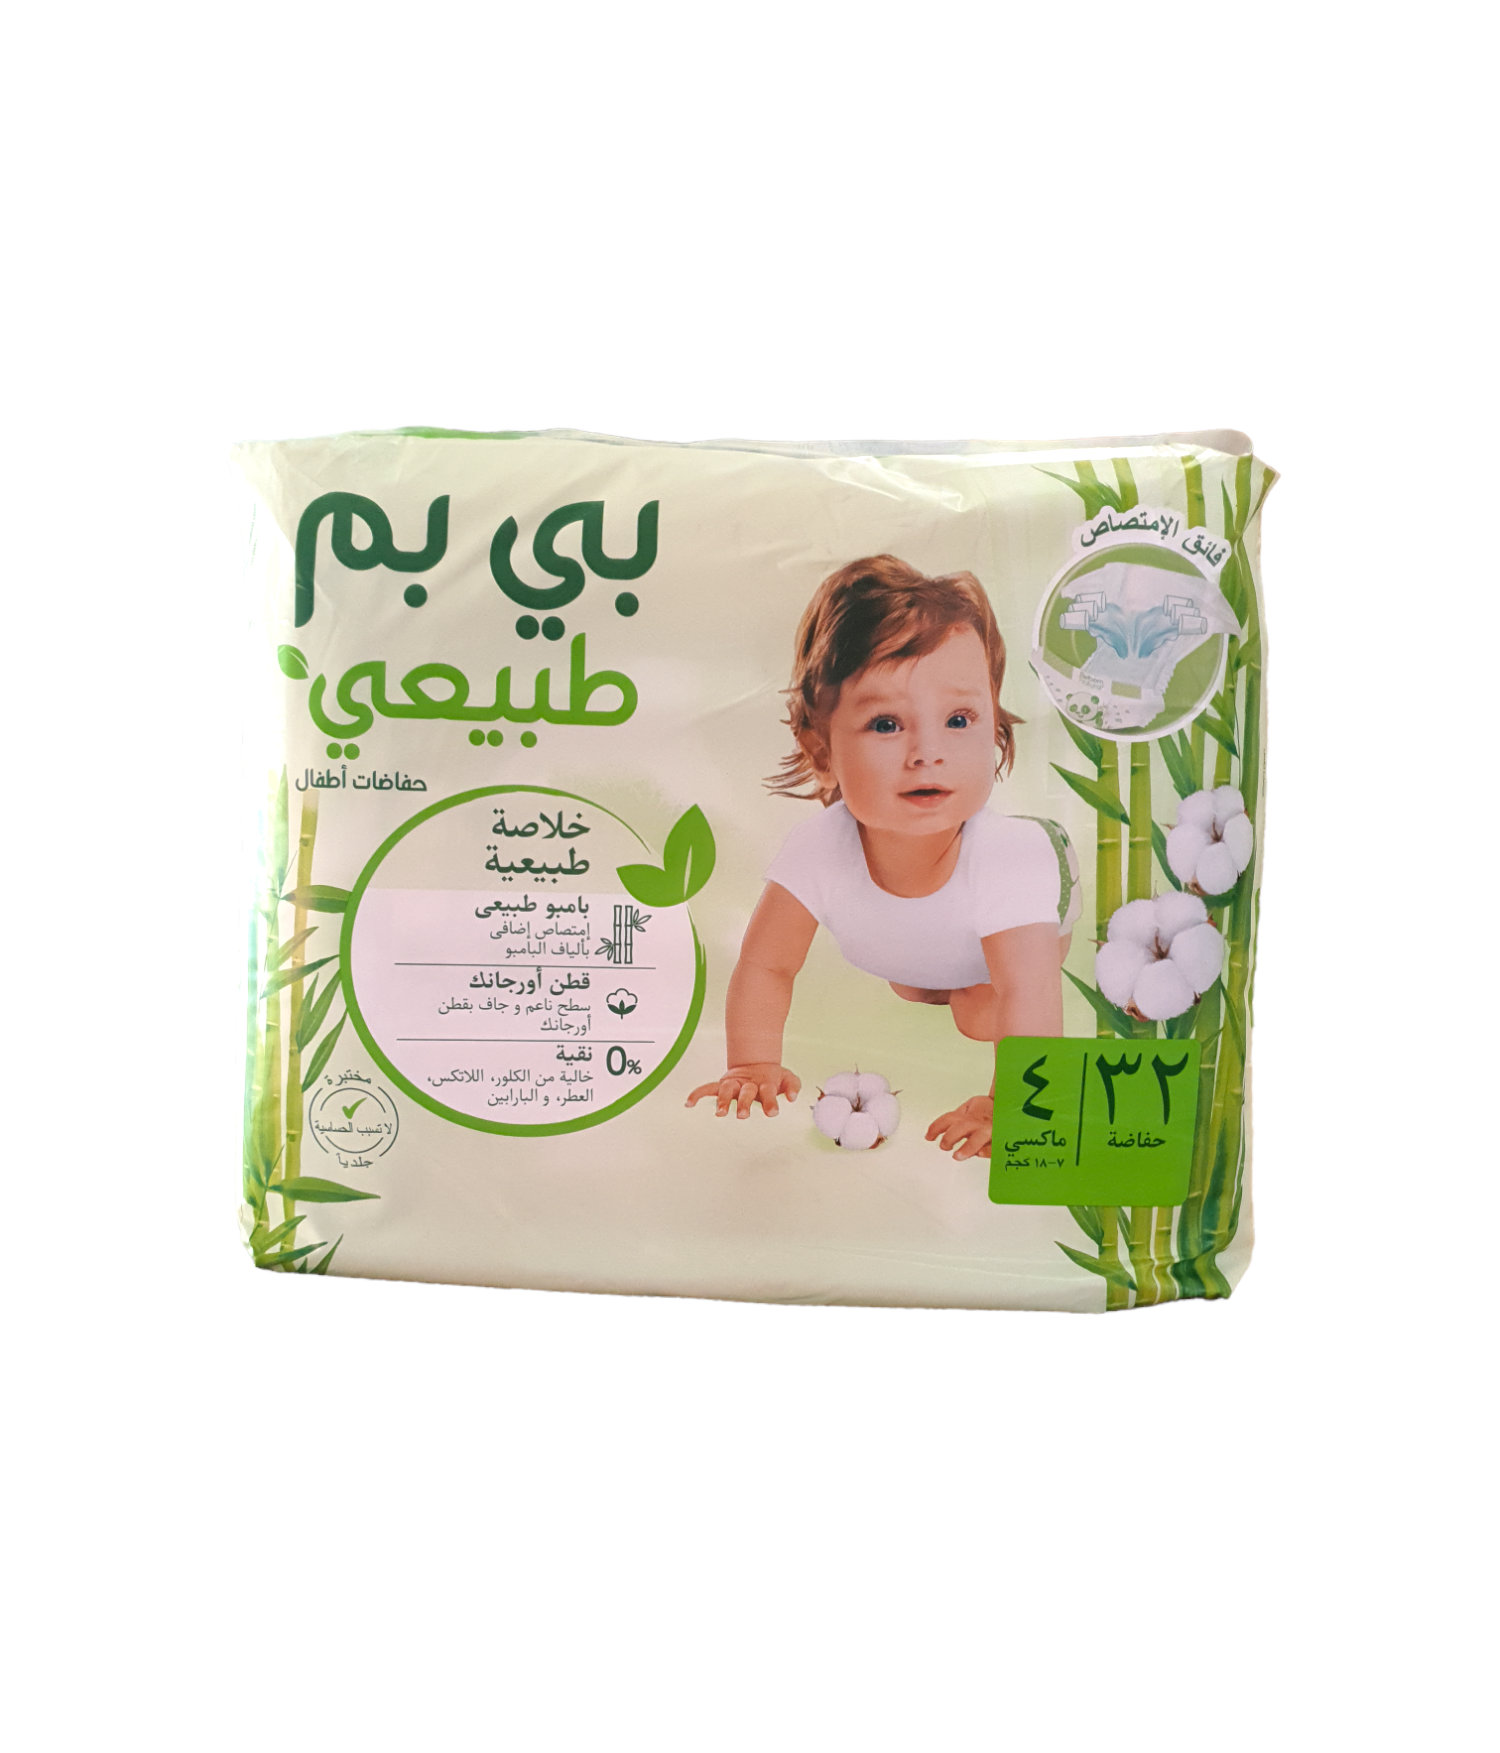 بي بم
طبيعي
حفاضات أطفال
فائق الإمتصاص
خلاصة
طبيعية
بامبو طبيعى
إمتصاص إضافى
بألياف البامبو
قطن أورجانك
سطح ناعم و جاف بقطن
أورجانك
0%
نقية
خالية من الكلور، اللاتكس،
العطر، و البارابين
مختبرة
لا تسبب الحساسية
جلدياً
٣٢
حفاضة
٤
ماكسي
٧-١٨ كجم